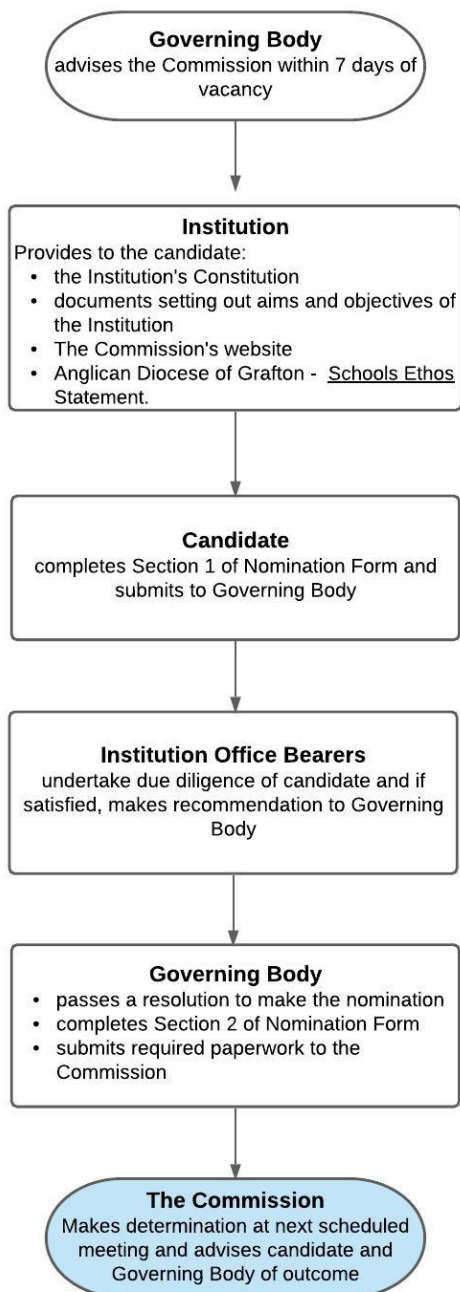 Governing Body
advises the Commission within 7 days of
vacancy
Institution
Provides to the candidate:
• the Institution's Constitution
• documents setting out aims and objectives of
the Institution
• The Commission's website
• Anglican Diocese of Grafton - Schools Ethos
Statement.
Candidate
completes Section 1 of Nomination Form and
submits to Governing Body
Institution Office Bearers
undertake due diligence of candidate and if
satisfied, makes recommendation to Governing
Body
Governing Body
• passes a resolution to make the nomination
• completes Section 2 of Nomination Form
• submits required paperwork to the
Commission
The Commission
Makes determination at next scheduled
meeting and advises candidate and
Governing Body of outcome